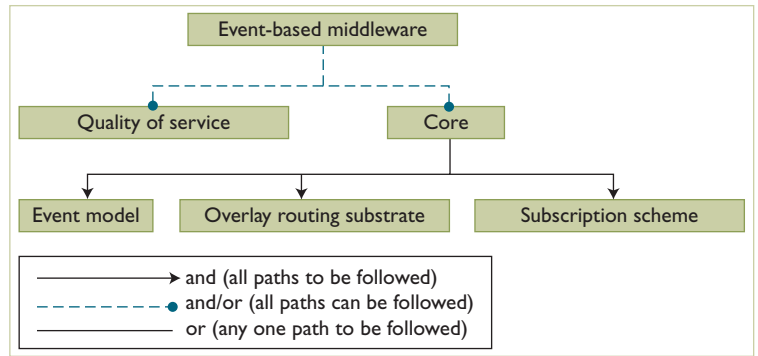 Event-based middleware
Quality of service
Core
Event model
Overlay routing substrate
Subscription scheme
and (all paths to be followed)
and/or (all paths can be followed)
or (any one path to be followed)